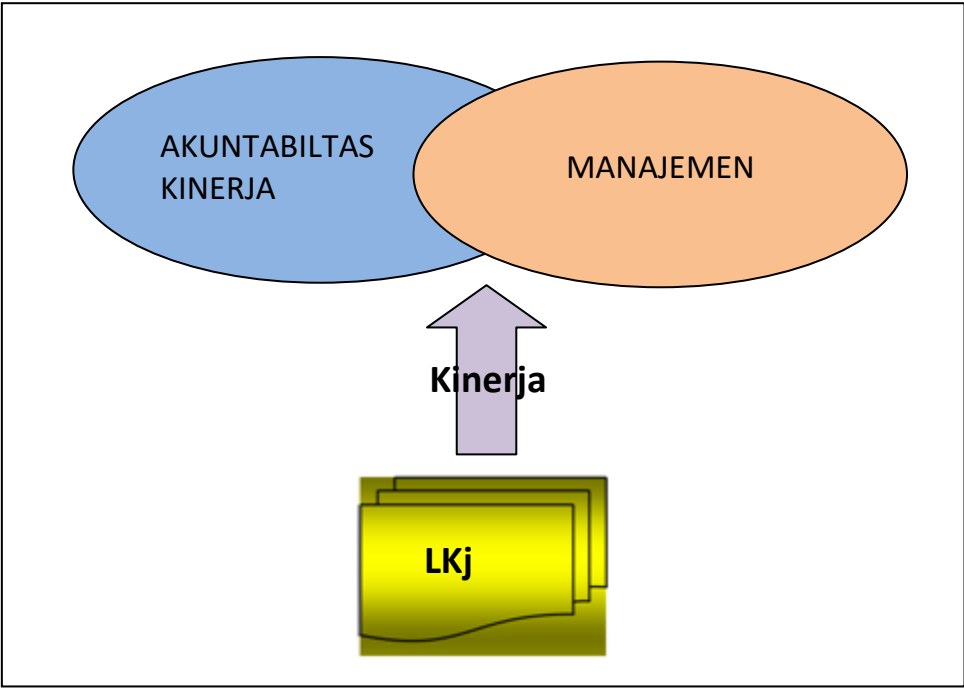 AKUNTABILTAS
KINERJA
MANAJEMEN
Kinerja
LKj